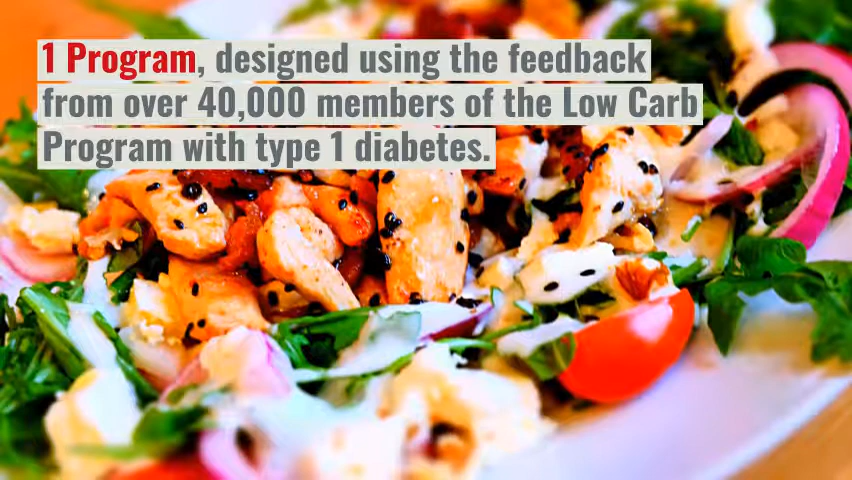 1 Program, designed using the feedback
from over 40,000 members of the Low Carb
Program with type 1 diabetes.